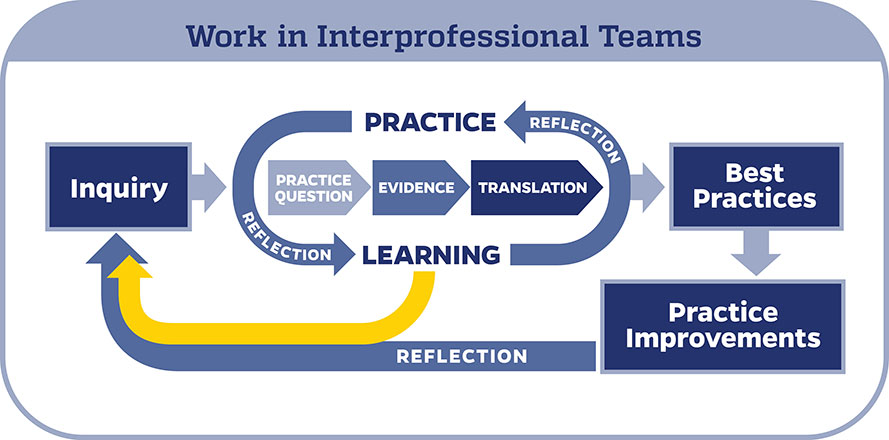 Work in Interprofessional Teams
PRACTICE
REFLECTION
Inquiry
PRACTICE
QUESTION
EVIDENCE
TRANSLATION
Best
Practices
REFLECTION
LEARNING
Practice
Improvements
REFLECTION